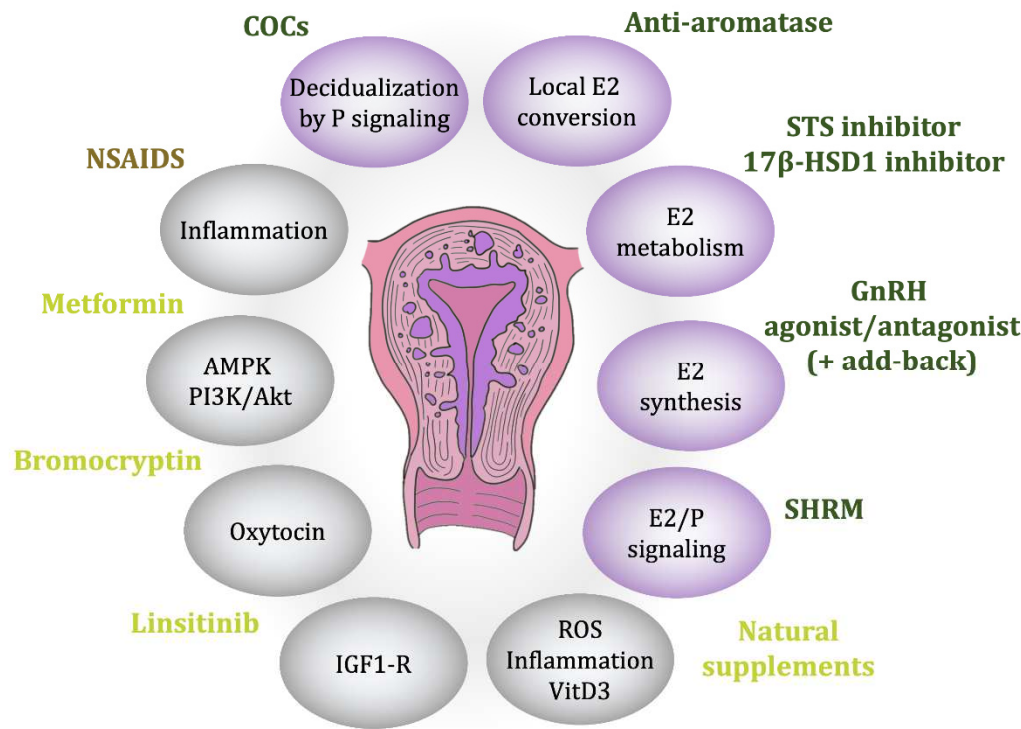 COCs
Decidualization
by P signaling
Anti-aromatase
Local E2
conversion
STS inhibitor
17β-HSD1 inhibitor
E2
metabolism
GnRH
agonist/antagonist
(+ add-back)
E2
synthesis
SHRM
E2/P
signaling
Natural
supplements
ROS
Inflammation
VitD3
Linsitinib
IGF1-R
Bromocryptin
Oxytocin
Metformin
AMPK
PI3K/Akt
NSAIDS
Inflammation